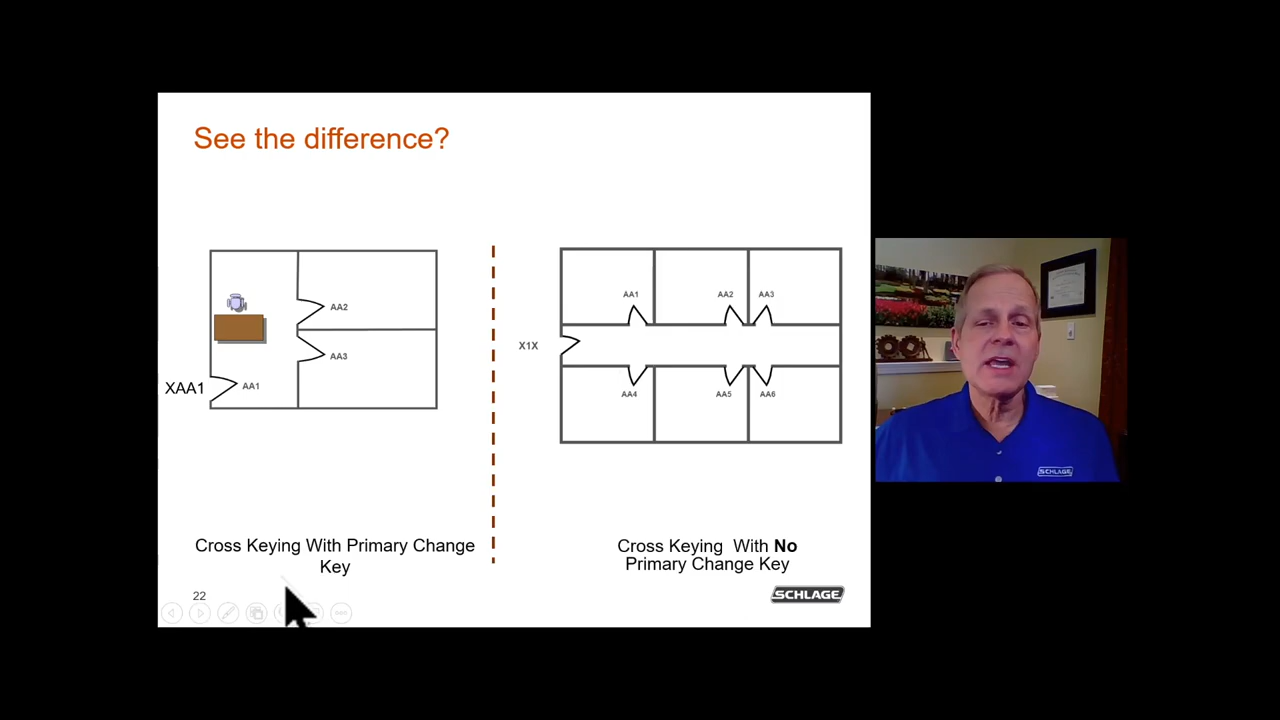 See the difference?
AA2
AA3
XAA1
AA1
Cross Keying With Primary Change
Key
AA1
AA2
AA3
X1X
AA4
AA5
AA6
Cross Keying With No
Primary Change Key
22
SCHLAGE
SCHLAGE